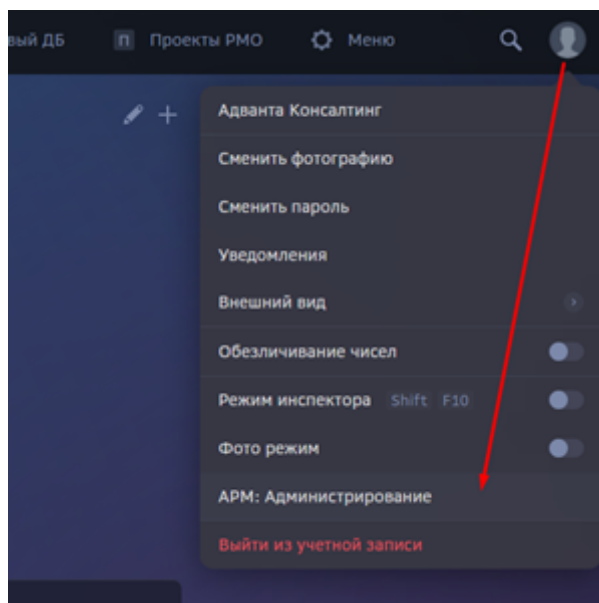 вый ДБ П Проекты РМО Меню
Адванта Консалтинг
Сменить фотографию
Сменить пароль
Уведомления
Внешний вид
Обезличивание чисел
Режим инспектора Shift F10
Фото режим
АРМ: Администрирование
Выйти из учетной записи